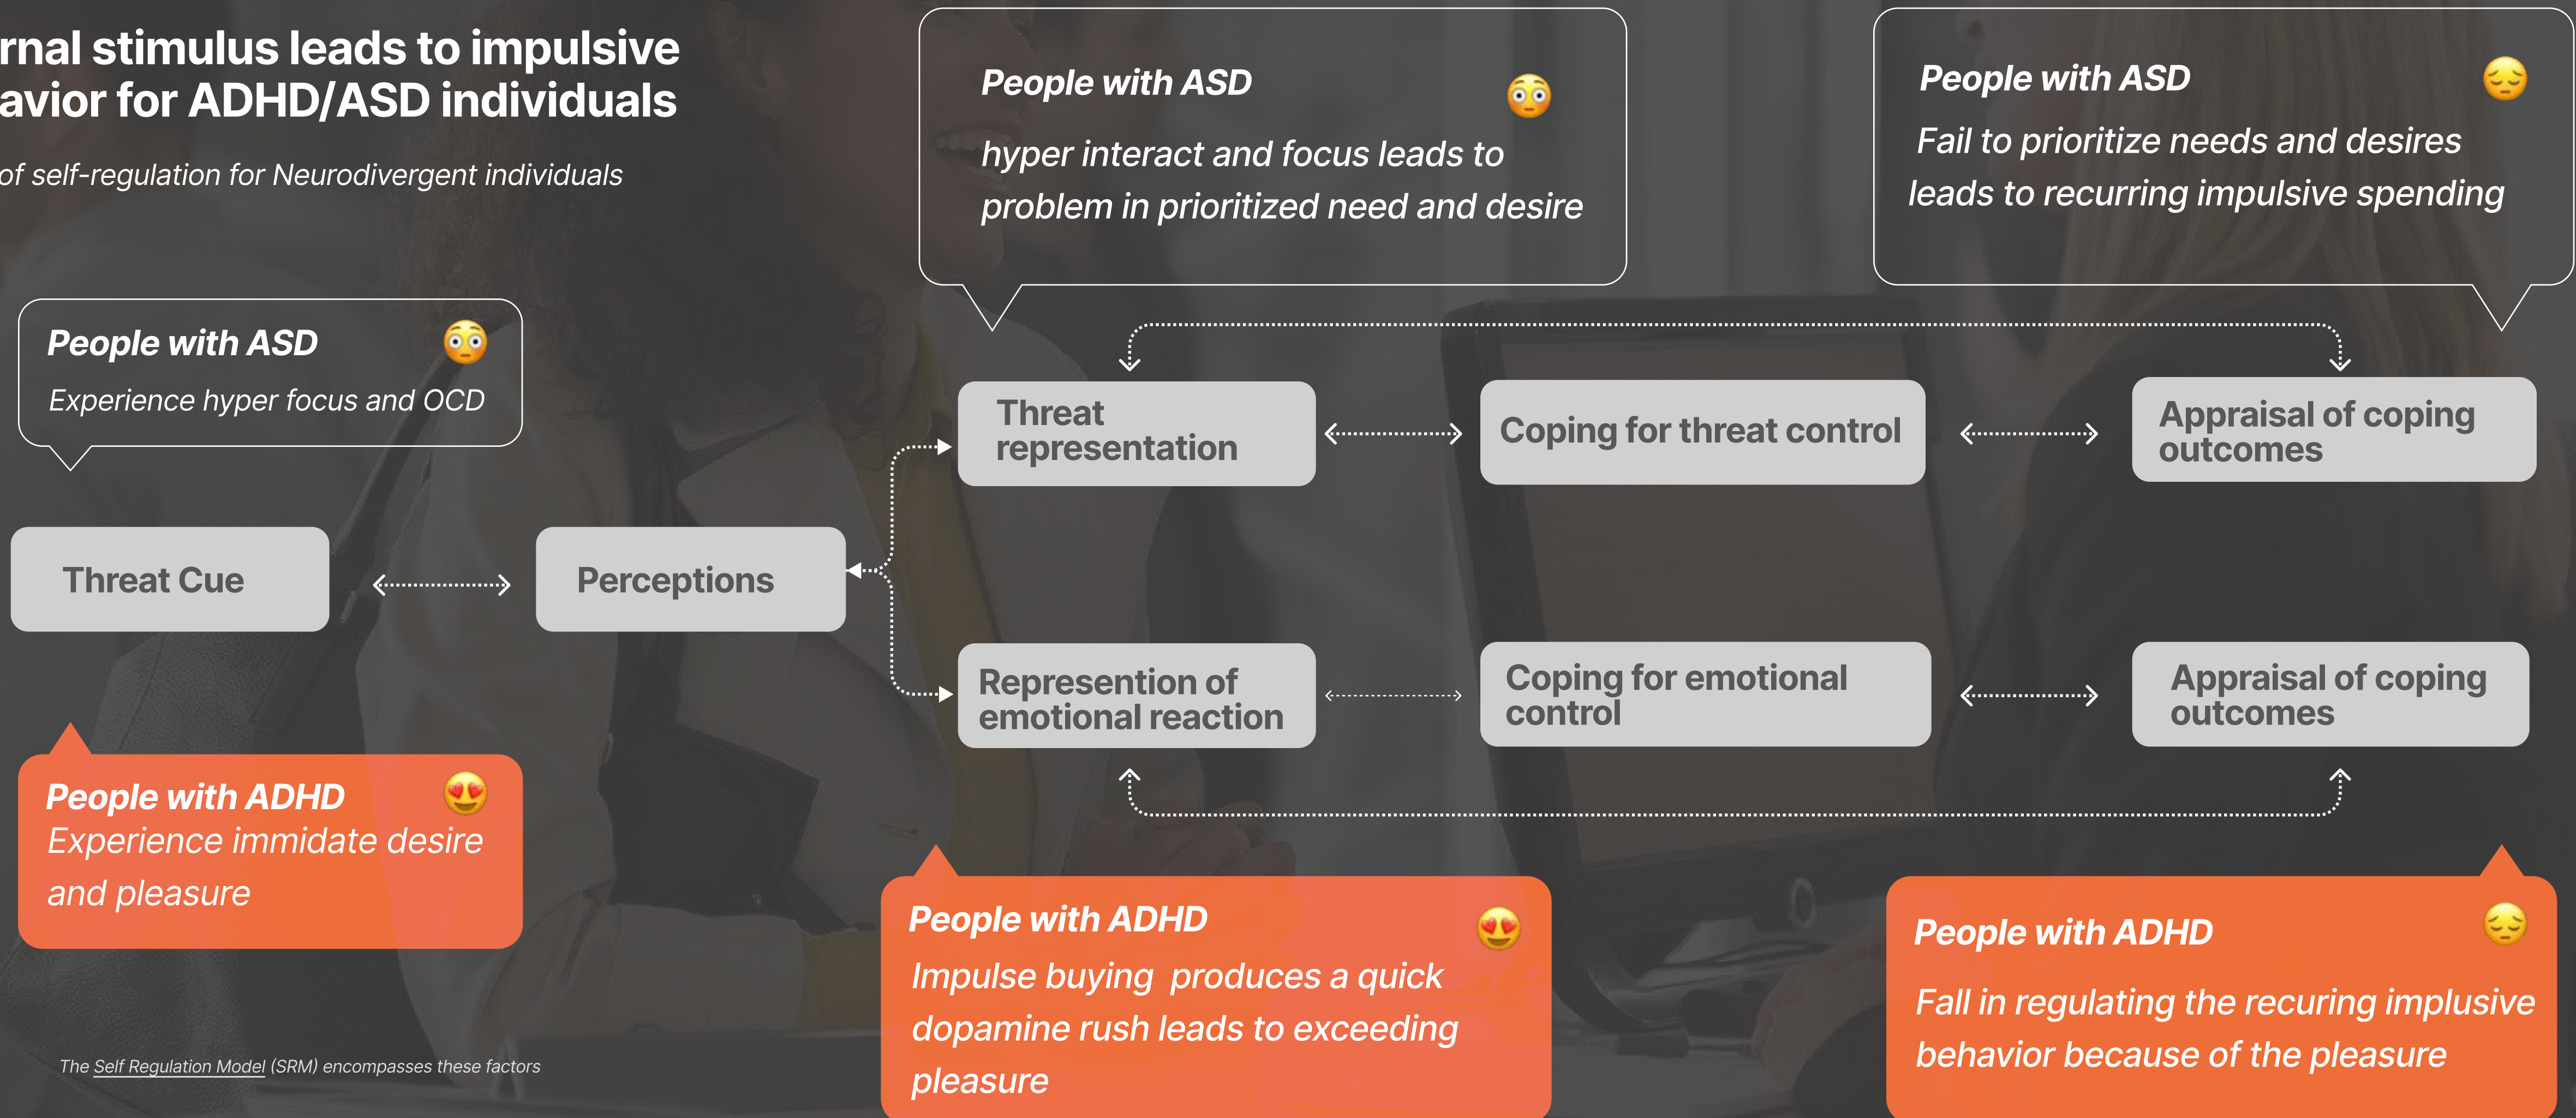 rnal stimulus leads to impulsive
avior for ADHD/ASD individuals
of self-regulation for Neurodivergent individuals
People with ASD
hyper interact and focus leads to
problem in prioritized need and desire
People with ASD
Fail to prioritize needs and desires
leads to recurring impulsive spending
People with ASD
Experience hyper focus and OCD
Threat
representation
Coping for threat control
Appraisal of coping
outcomes
Threat Cue
Perceptions
Represention of
emotional reaction
Coping for emotional
control
Appraisal of coping
outcomes
People with ADHD
Experience immidate desire
and pleasure
People with ADHD
Impulse buying produces a quick
dopamine rush leads to exceeding
pleasure
People with ADHD
Fall in regulating the recuring implusive
behavior because of the pleasure
The Self Regulation Model (SRM) encompasses these factors